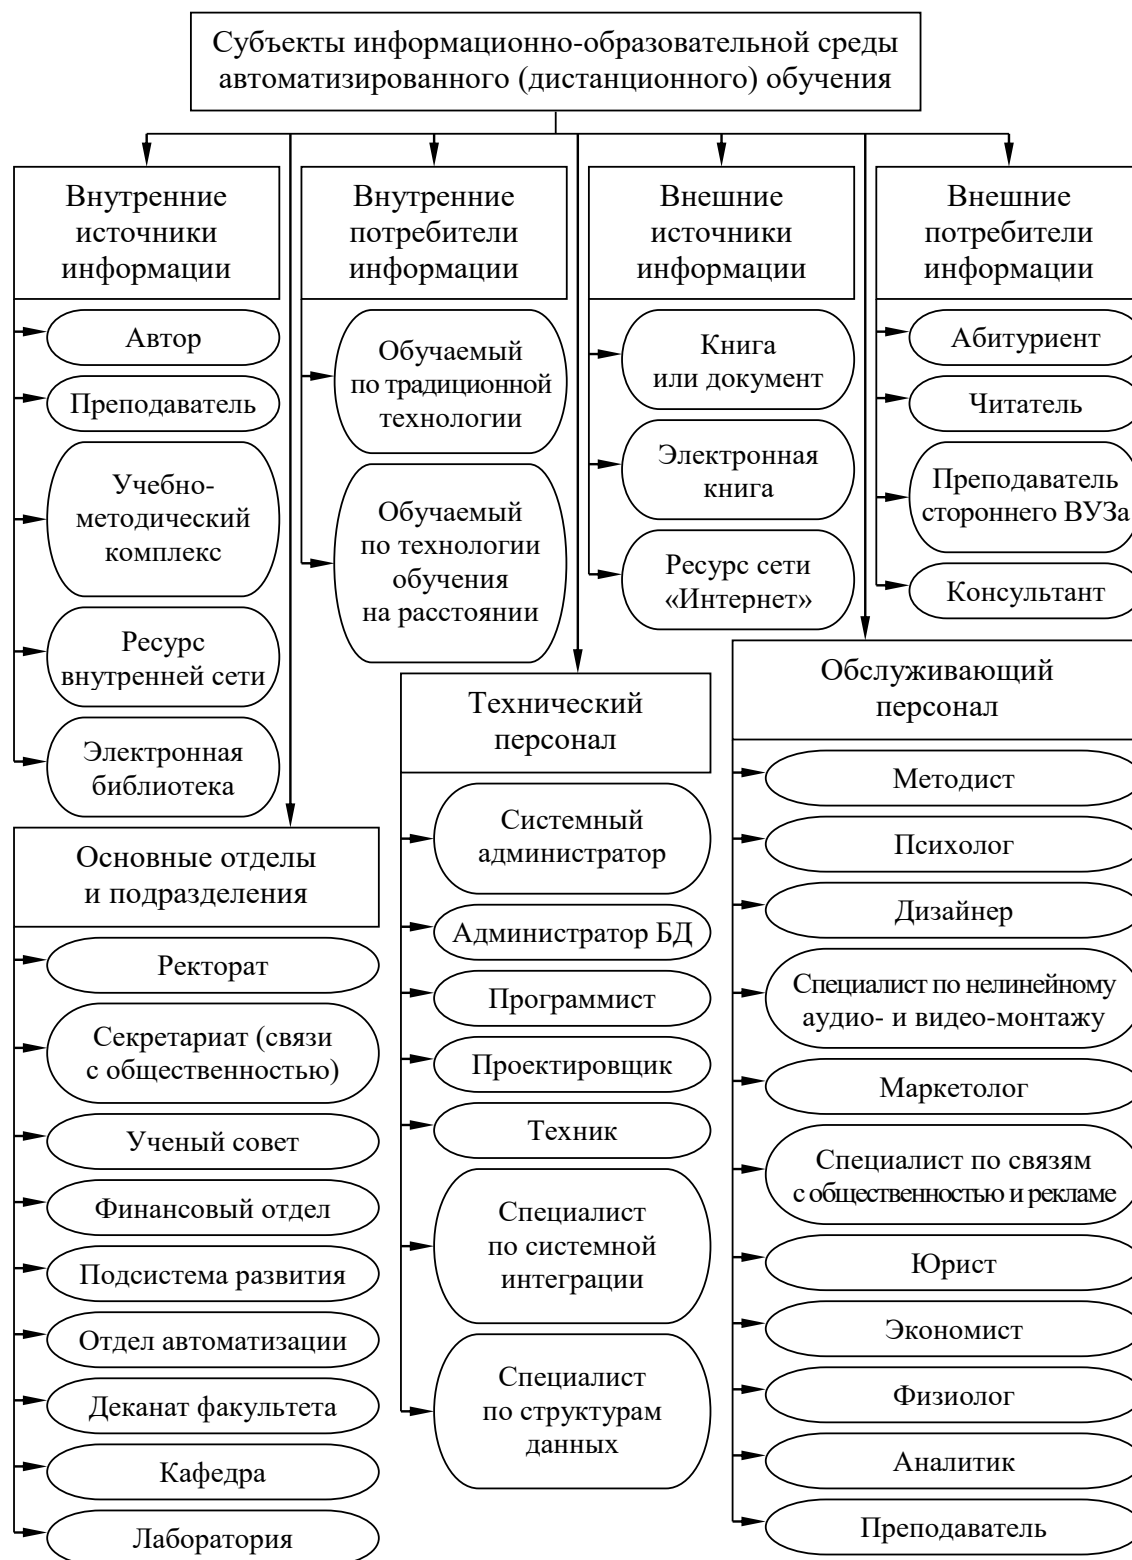 Субъекты информационно-образовательной среды
автоматизированного (дистанционного) обучения
Внутренние
источники
информации
Автор
Преподаватель
Учебно-
методический
комплекс
Ресурс
внутренней сети
Электронная
библиотека
Внутренние
потребители
информации
Обучаемый
по традиционной
технологии
Обучаемый
по технологии
обучения
на расстоянии
Внешние
источники
информации
Книга
или документ
Электронная
книга
Ресурс сети
«Интернет»
Внешние
потребители
информации
Абитуриент
Читатель
Преподаватель
стороннего ВУЗа
Консультант
Основные отделы
и подразделения
Ректорат
Секретариат (связи
с общественностью)
Ученый совет
Финансовый отдел
Подсистема развития
Отдел автоматизации
Деканат факультета
Кафедра
Лаборатория
Технический
персонал
Системный
администратор
Администратор БД
Программист
Проектировщик
Техник
Специалист
по системной
интеграции
Специалист
по структурам
данных
Обслуживающий
персонал
Методист
Психолог
Дизайнер
Специалист по нелинейному
аудио- и видео-монтажу
Маркетолог
Специалист по связям
с общественностью и рекламе
Юрист
Экономист
Физиолог
Аналитик
Преподаватель